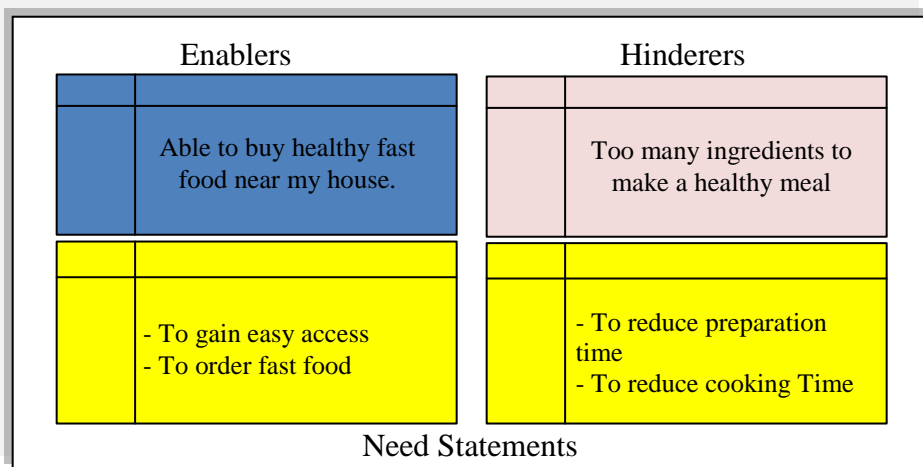 Enablers
Hinderers
Able to buy healthy fast
food near my house.
Too many ingredients to
make a healthy meal
- To gain easy access
- To order fast food
- To reduce preparation
time
- To reduce cooking Time
Need Statements